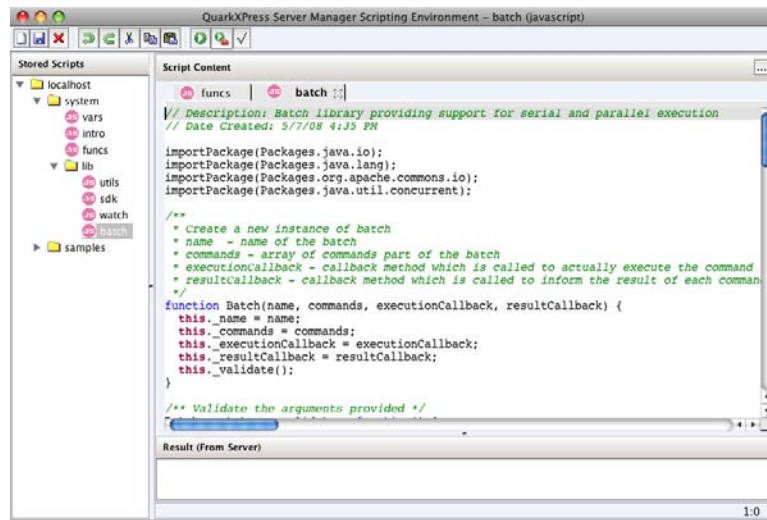 QuarkXPress Server Manager Scripting Environment - batch (javascript)
Stored Scripts
localhost
system
vars
intro
funcs
lib
utils
sdk
watch
batch
samples
Script Content
...
funcs
batch
// Description: Batch library providing support for serial and parallel execution
// Date Created: 5/7/08 4:35 PM
importPackage(Packages.java.io);
importPackage(Packages.java.lang);
importPackage(Packages.org.apache.commons.io);
importPackage(Packages.java.util.concurrent);
/**
* Create a new instance of batch
* name - name of the batch
* commands - array of commands part of the batch
* executionCallback - callback method which is called to actually execute the command
* resultCallback - callback method which is called to inform the result of each comman
*/
function Batch(name, commands, executionCallback, resultCallback) {
this._name = name;
this._commands = commands;
this._executionCallback = executionCallback;
this._resultCallback = resultCallback;
this._validate();
}
/** Validate the arguments provided */
Result (From Server)
1:0